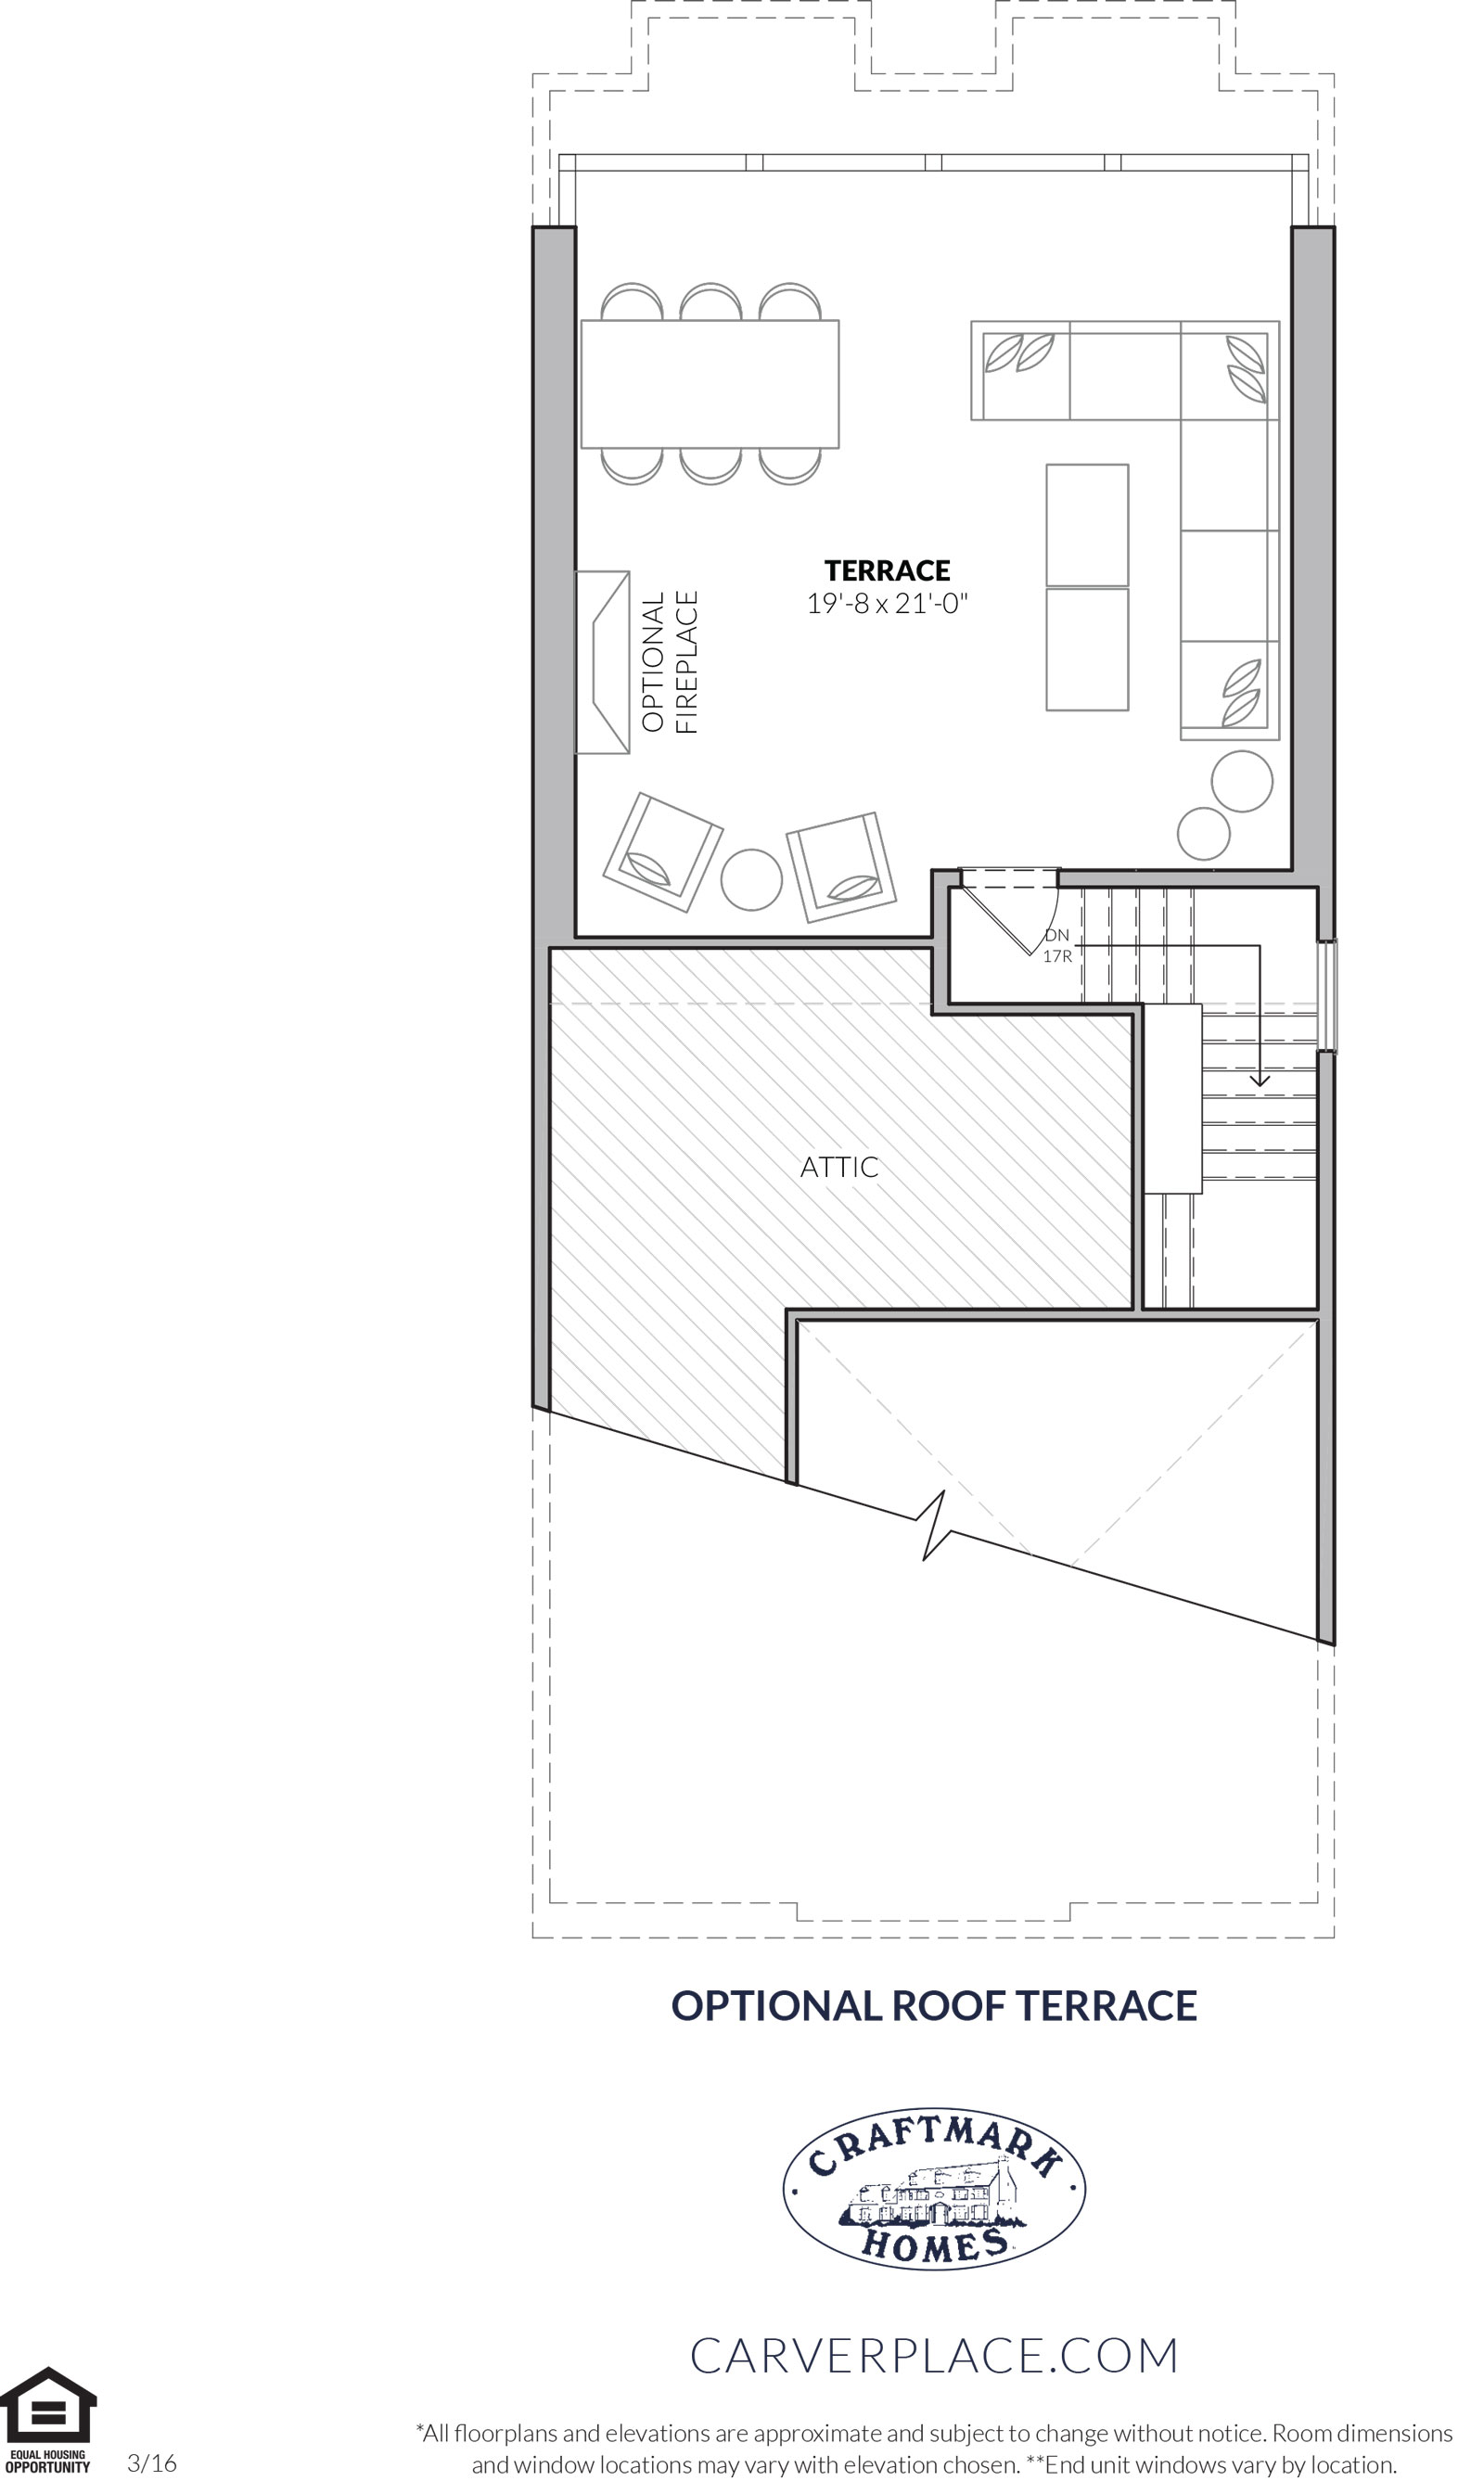 TERRACE
19'-8 x 21'-0"
OPTIONAL
FIREPLACE
DN
17R
ATTIC
OPTIONAL ROOF TERRACE
CRAFTMARK
HOMES
CARVERPLACE.COM
EQUAL HOUSING
OPPORTUNITY
3/16
*All floorplans and elevations are approximate and subject to change without notice. Room dimensions
and window locations may vary with elevation chosen. **End unit windows vary by location.